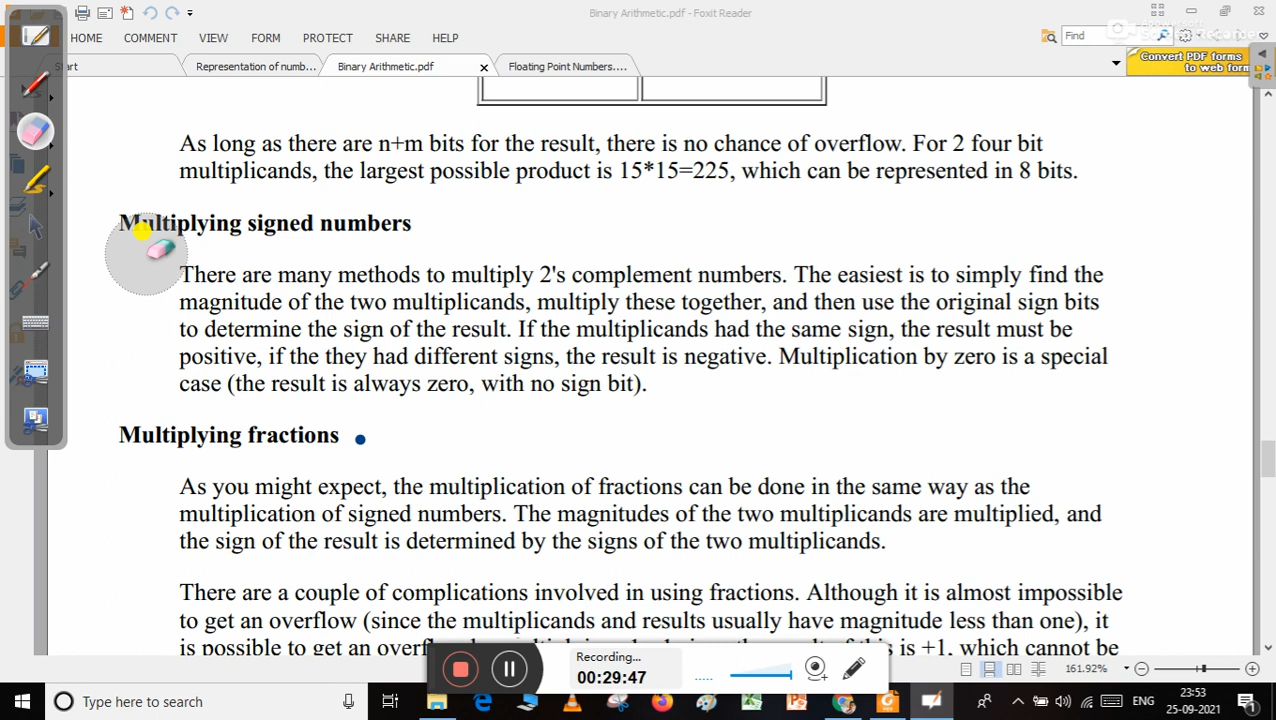 Binary Arithmetic.pdf - Foxit Reader
HOME COMMENT VIEW FORM PROTECT SHARE HELP
Find
Start Representation of numb... Binary Arithmetic.pdf Floating Point Numbers....
Convert PDF forms
to web form
As long as there are n+m bits for the result, there is no chance of overflow. For 2 four bit
multiplicands, the largest possible product is 15*15=225, which can be represented in 8 bits.
Multiplying signed numbers
There are many methods to multiply 2's complement numbers. The easiest is to simply find the
magnitude of the two multiplicands, multiply these together, and then use the original sign bits
to determine the sign of the result. If the multiplicands had the same sign, the result must be
positive, if the they had different signs, the result is negative. Multiplication by zero is a special
case (the result is always zero, with no sign bit).
Multiplying fractions
As you might expect, the multiplication of fractions can be done in the same way as the
multiplication of signed numbers. The magnitudes of the two multiplicands are multiplied, and
the sign of the result is determined by the signs of the two multiplicands.
There are a couple of complications involved in using fractions. Although it is almost impossible
to get an overflow (since the multiplicands and results usually have magnitude less than one), it
is possible to get an this is +1, which cannot be
Recording...
00:29:47
161.92%
Type here to search
ENG
23:53
25-09-2021